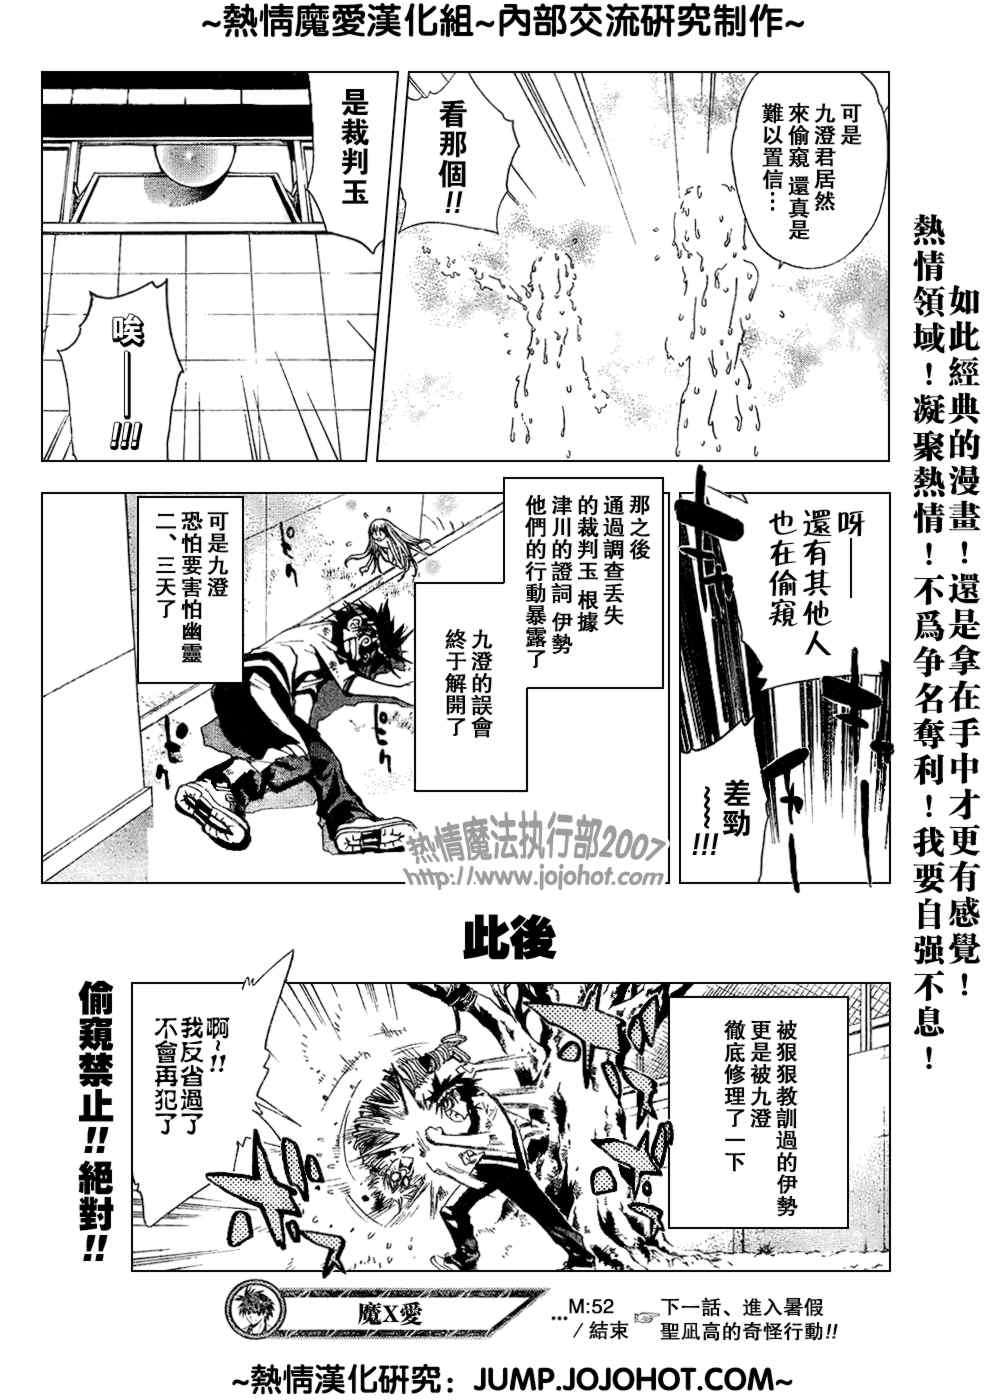 ~熱情魔愛漢化組~內部交流研究制作~
可是
九澄君居然
來偷窺 還真是
難以置信…
看那個!!
是裁判玉
唉——!!!
呀——
還有其他人
也在偷窺
差勁
~~!!!
那之後
通過調查丟失
的裁判玉 根據
津川的證詞 伊勢
他們的行動暴露了
九澄的誤會
終于解開了
可是九澄
恐怕要害怕幽靈
二、三天了
熱情魔法执行部2007
http://www.jojohot.com
此後
被狠狠教訓過的伊勢
更是被九澄
徹底修理了一下
啊~!!
我反省過了
不會再犯了
偷窺禁止!!絕對!!
如此經典的漫畫!還是拿在手中才更有感覺!
熱情領域!凝聚熱情!不爲争名奪利!我要自强不息!
魔X愛
…M:52
/ 結束
下一話、進入暑假
聖凪高的奇怪行動!!
~熱情漢化研究：JUMP.JOJOHOT.COM~